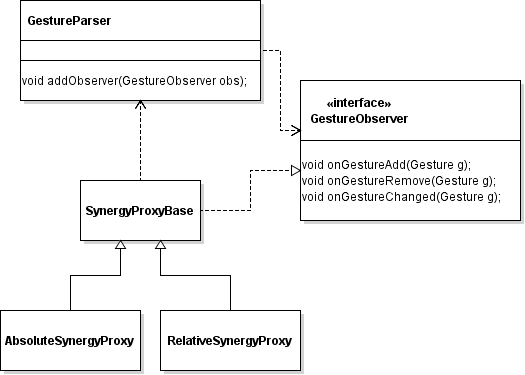 GestureParser
void addObserver(GestureObserver obs);
«interface»
GestureObserver
void onGestureAdd(Gesture g);
void onGestureRemove(Gesture g);
void onGestureChanged(Gesture g);
SynergyProxyBase
AbsoluteSynergyProxy
RelativeSynergyProxy